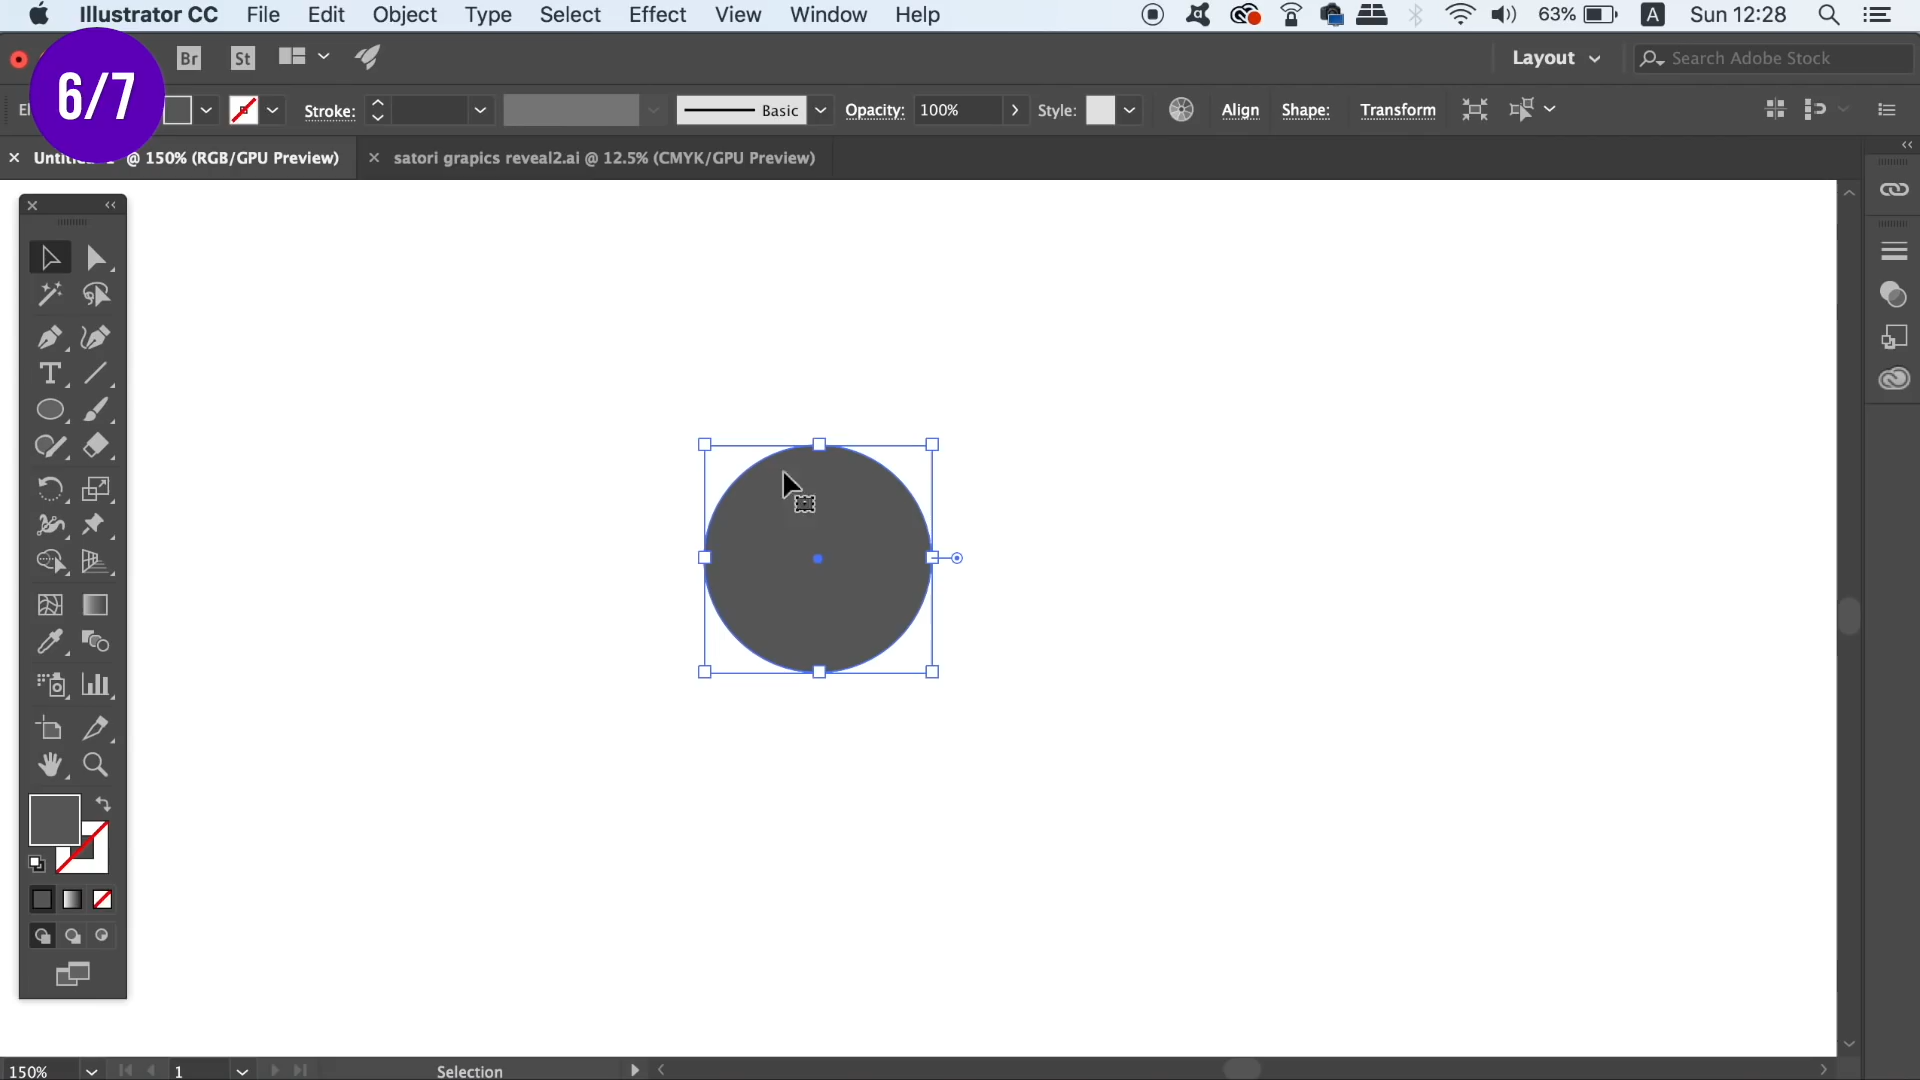 Illustrator CC File Edit Object Type Select Effect View Window Help 63% A Sun 12:28
6/7
Br St Layout Search Adobe Stock
Stroke: Basic Opacity: 100% Style: Align Shape: Transform
@ 150% (RGB/GPU Preview) satori grapics reveal2.ai @ 12.5% (CMYK/GPU Preview)
T
150% 1 Selection